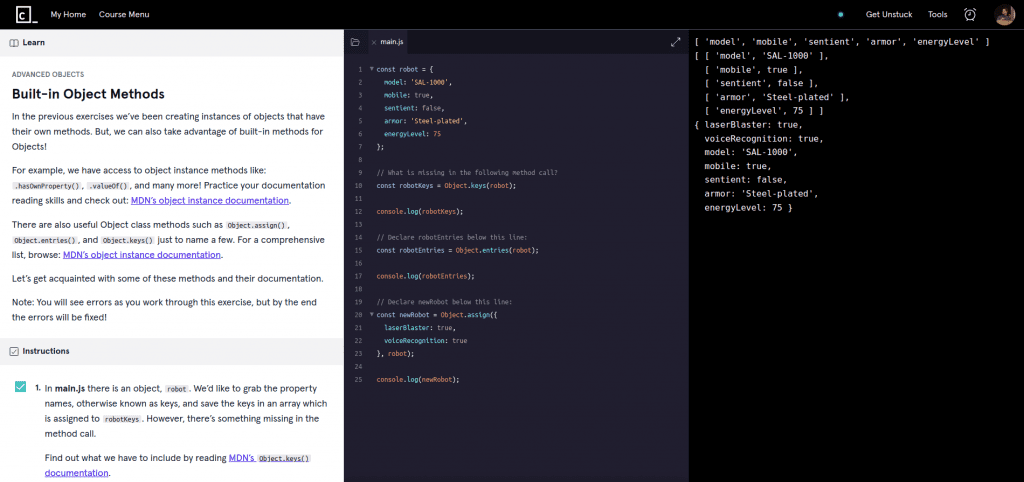 C_ My Home Course Menu Get Unstuck Tools
Learn
ADVANCED OBJECTS
Built-in Object Methods
In the previous exercises we've been creating instances of objects that have
their own methods. But, we can also take advantage of built-in methods for
Objects!
For example, we have access to object instance methods like:
.hasOwnProperty(), .valueOf(), and many more! Practice your documentation
reading skills and check out: MDN's object instance documentation.
There are also useful Object class methods such as Object.assign(),
Object.entries(), and Object.keys() just to name a few. For a comprehensive
list, browse: MDN's object instance documentation.
Let's get acquainted with some of these methods and their documentation.
Note: You will see errors as you work through this exercise, but by the end
the errors will be fixed!
Instructions
1. In main.js there is an object, robot. We'd like to grab the property
names, otherwise known as keys, and save the keys in an array which
is assigned to robotKeys. However, there's something missing in the
method call.
Find out what we have to include by reading MDN's Object.keys()
documentation.
× main.js
1 ▼ const robot = {
2 model: 'SAL-1000',
3 mobile: true,
4 sentient: false,
5 armor: 'Steel-plated',
6 energyLevel: 75
7 };
8
9 // What is missing in the following method call?
10 const robotKeys = Object.keys(robot);
11
12 console.log(robotKeys);
13
14 // Declare robotEntries below this line:
15 const robotEntries = Object.entries(robot);
16
17 console.log(robotEntries);
18
19 // Declare newRobot below this line:
20 ▼ const newRobot = Object.assign({
21 laserBlaster: true,
22 voiceRecognition: true
23 }, robot);
24
25 console.log(newRobot);
[ 'model', 'mobile', 'sentient', 'armor', 'energyLevel' ]
[ [ 'model', 'SAL-1000' ],
[ 'mobile', true ],
[ 'sentient', false ],
[ 'armor', 'Steel-plated' ],
[ 'energyLevel', 75 ] ]
{ laserBlaster: true,
voiceRecognition: true,
model: 'SAL-1000',
mobile: true,
sentient: false,
armor: 'Steel-plated',
energyLevel: 75 }